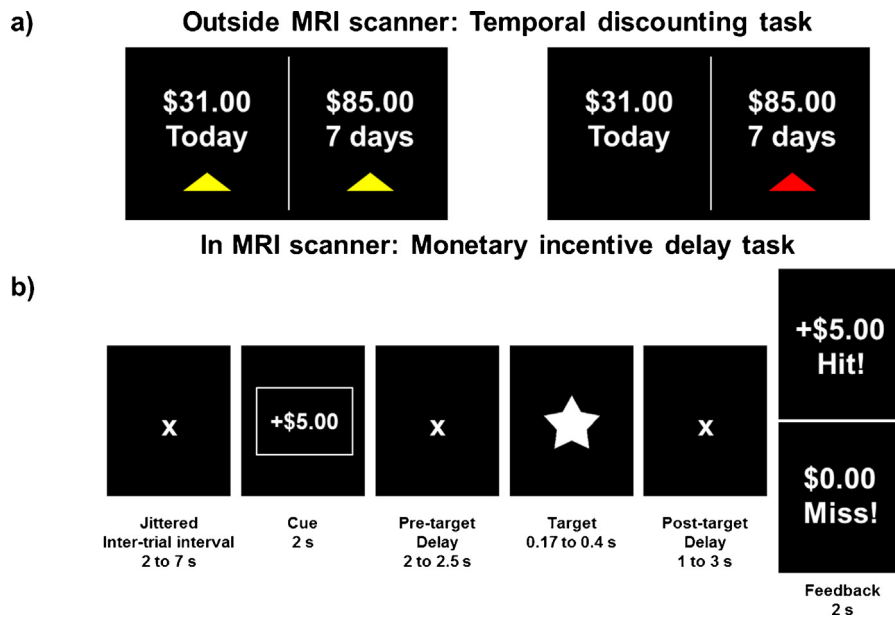 a)
Outside MRI scanner: Temporal discounting task
$31.00
Today
$85.00
7 days
$31.00
Today
$85.00
7 days
In MRI scanner: Monetary incentive delay task
b)
x
Jittered
Inter-trial interval
2 to 7 s
+$5.00
Cue
2 s
x
Pre-target
Delay
2 to 2.5 s
Target
0.17 to 0.4 s
x
Post-target
Delay
1 to 3 s
+$5.00
Hit!
$0.00
Miss!
Feedback
2 s